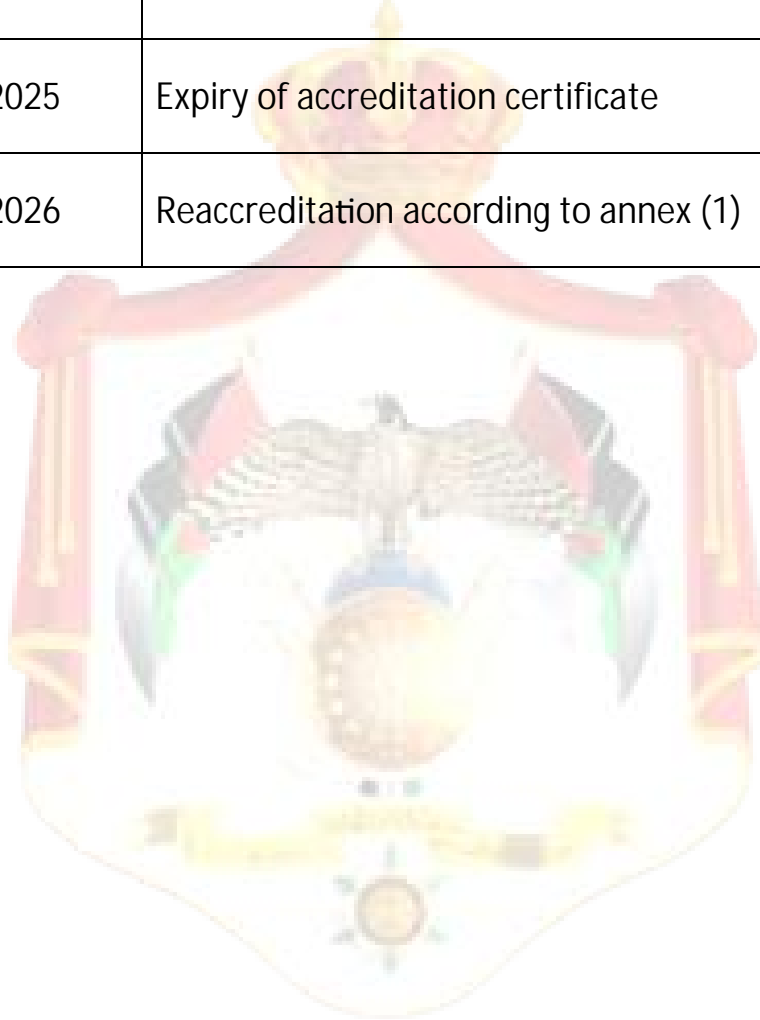 2025 Expiry of accreditation certificate
2026 Reaccreditation according to annex (1)